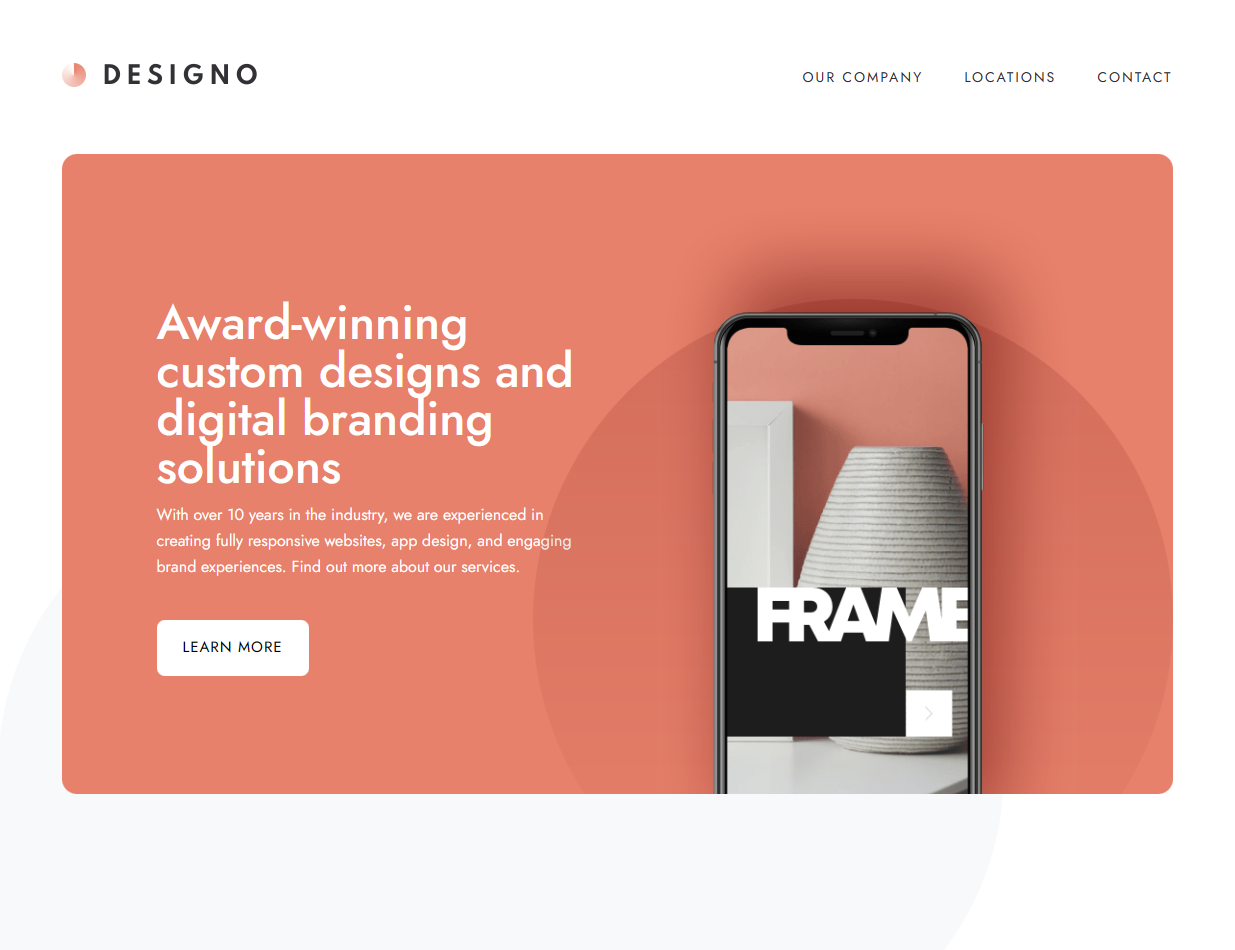 DESIGNO
OUR COMPANY LOCATIONS CONTACT
Award-winning
custom designs and
digital branding
solutions
With over 10 years in the industry, we are experienced in
creating fully responsive websites, app design, and engaging
brand experiences. Find out more about our services.
LEARN MORE
FRAME